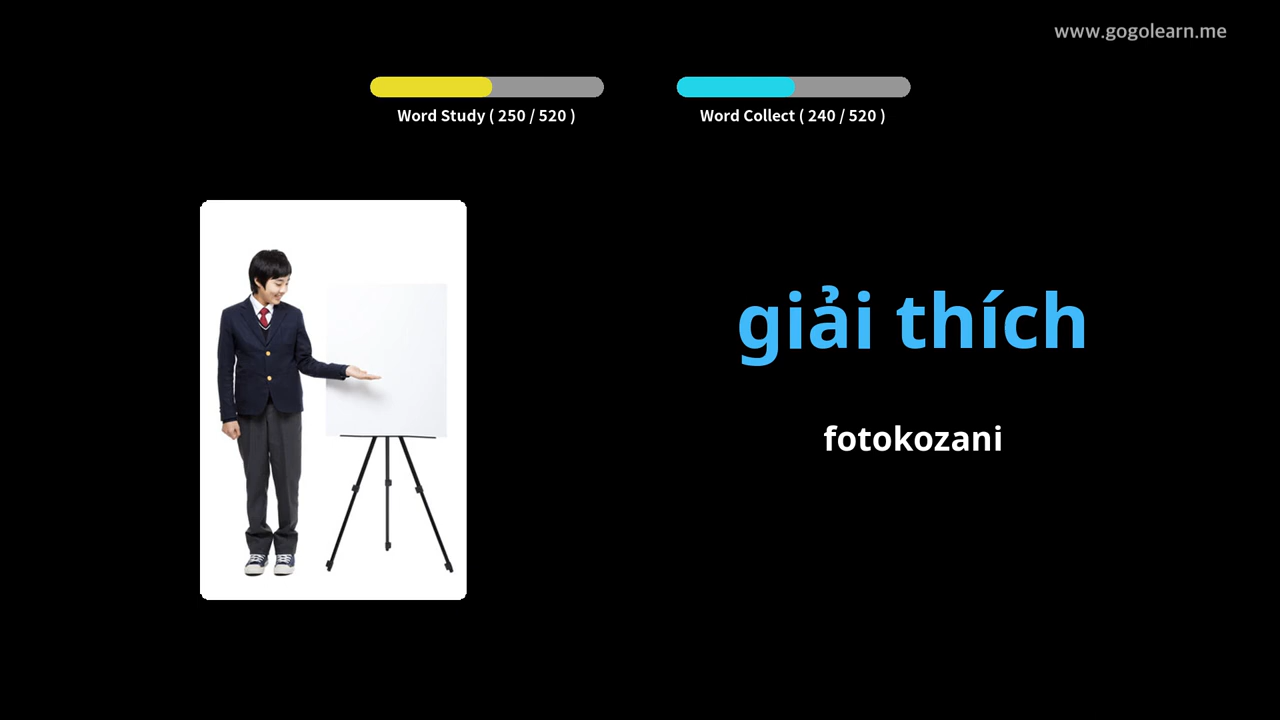 www.gogolearn.me
Word Study ( 250 / 520 )
Word Collect ( 240 / 520 )
giải thích
fotokozani